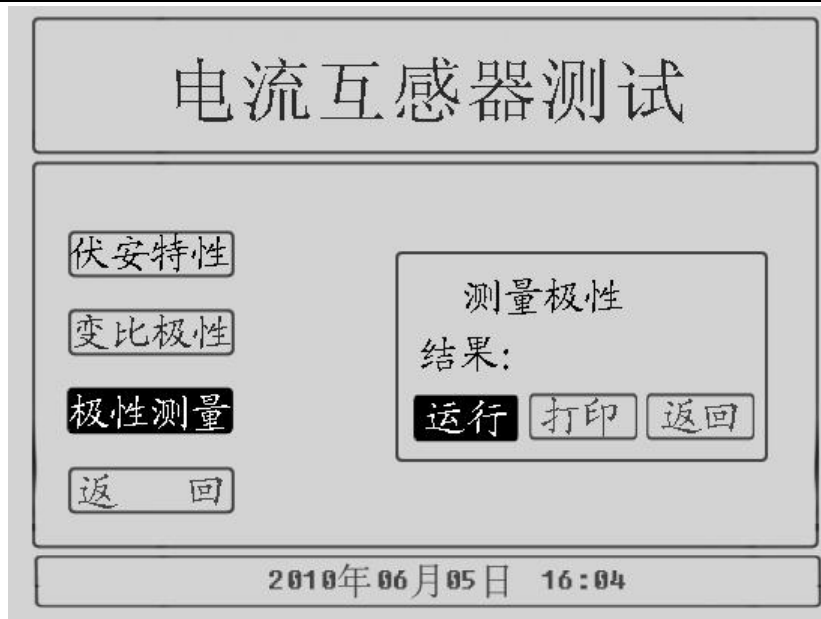 电流互感器测试
伏安特性
变比极性
极性测量
返 回
测量极性
结果:
运行 打印 返回
2010年06月05日 16:04